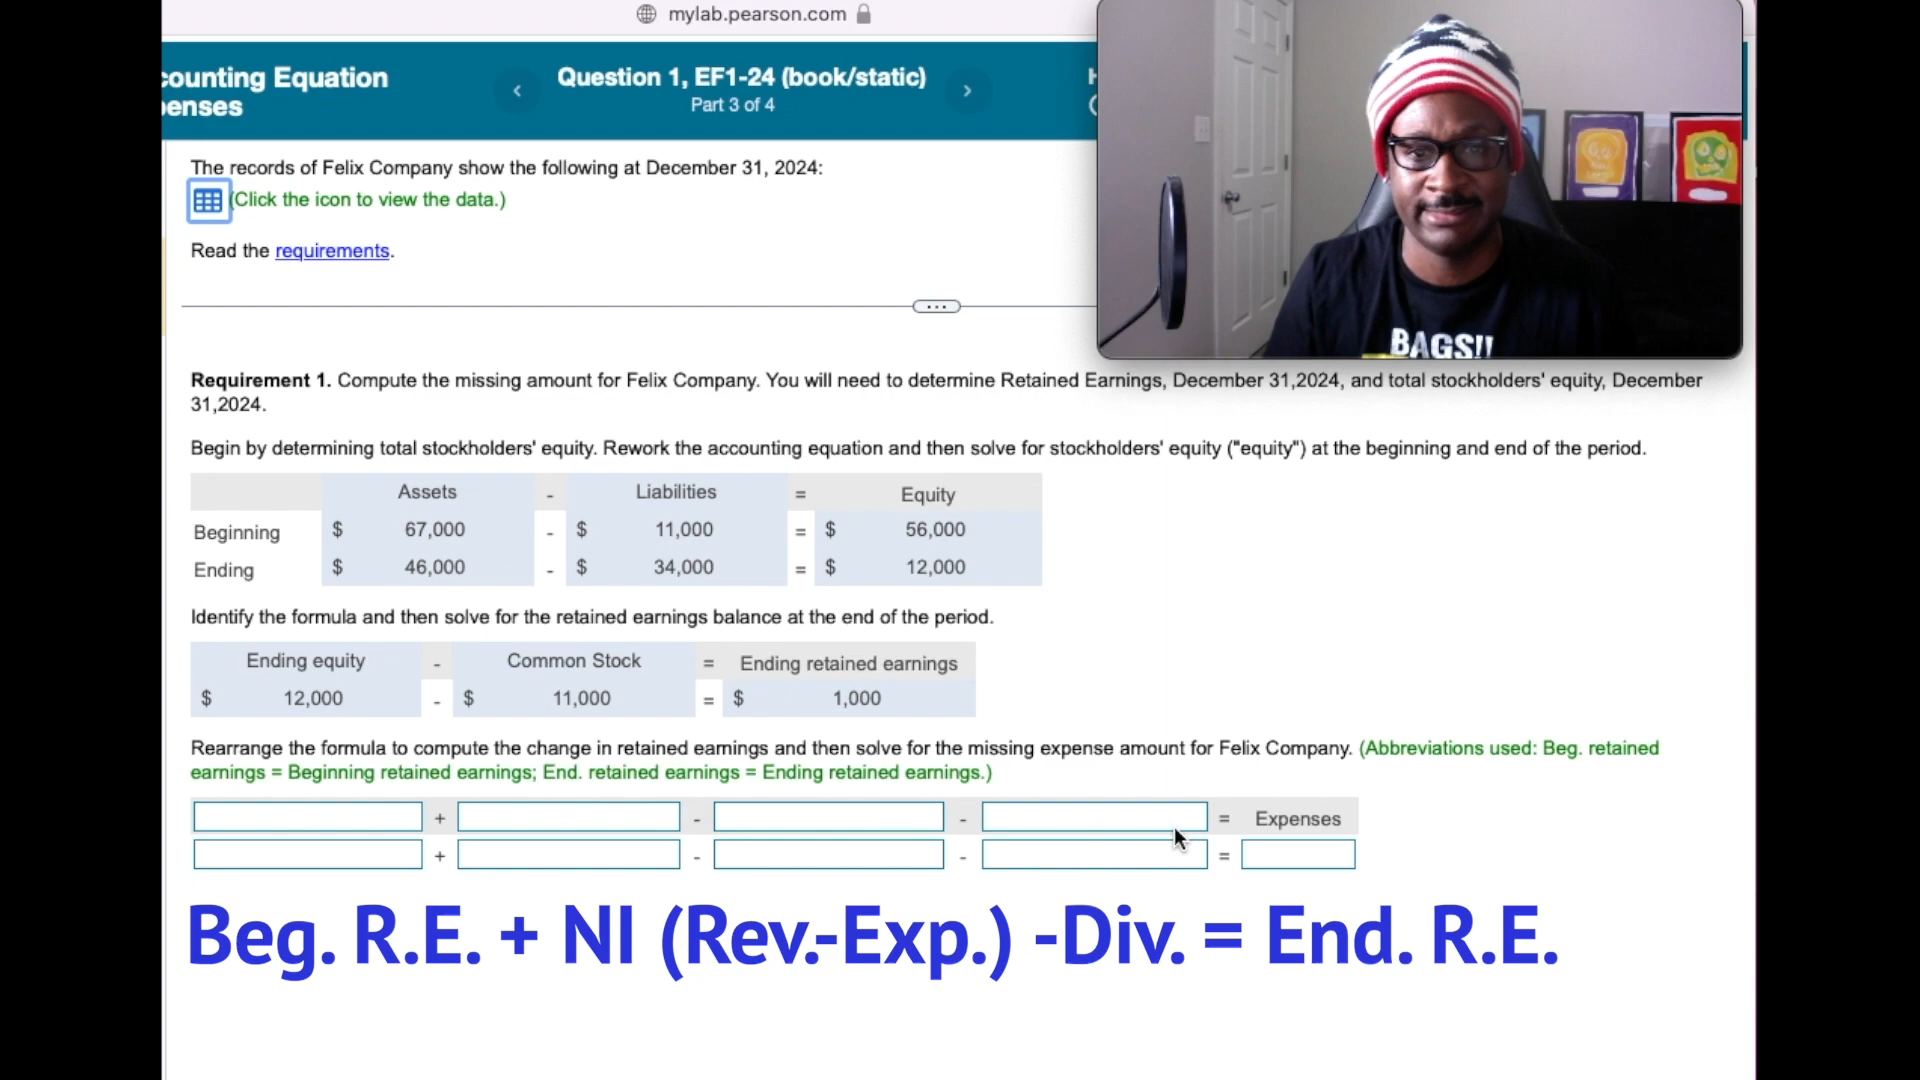 mylab.pearson.com
counting Equation
penses
Question 1, EF1-24 (book/static)
Part 3 of 4
The records of Felix Company show the following at December 31, 2024:
(Click the icon to view the data.)
Read the requirements.
BAGS!!
Requirement 1. Compute the missing amount for Felix Company. You will need to determine Retained Earnings, December 31,2024, and total stockholders' equity, December
31,2024.
Begin by determining total stockholders' equity. Rework the accounting equation and then solve for stockholders' equity ("equity") at the beginning and end of the period.
Assets - Liabilities = Equity
Beginning $ 67,000 - $ 11,000 = $ 56,000
Ending $ 46,000 - $ 34,000 = $ 12,000
Identify the formula and then solve for the retained earnings balance at the end of the period.
Ending equity - Common Stock = Ending retained earnings
$ 12,000 - $ 11,000 = $ 1,000
Rearrange the formula to compute the change in retained earnings and then solve for the missing expense amount for Felix Company. (Abbreviations used: Beg. retained
earnings = Beginning retained earnings; End. retained earnings = Ending retained earnings.)
+ - - = Expenses
+ - - =
Beg. R.E. + NI (Rev.-Exp.) -Div. = End. R.E.